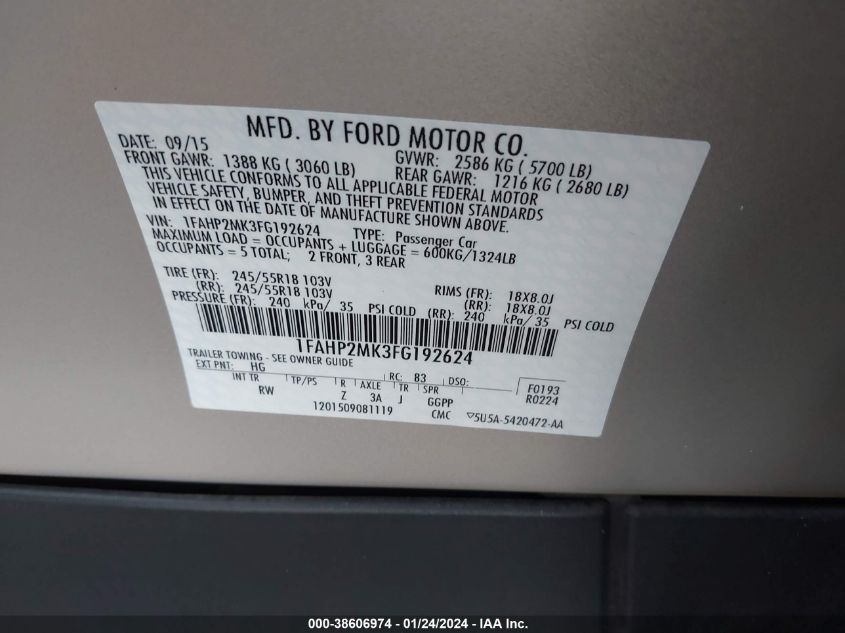 MFD. BY FORD MOTOR CO.
DATE: 09/15 GVWR: 2586 KG ( 5700 LB)
FRONT GAWR: 1388 KG ( 3060 LB) REAR GAWR: 1216 KG ( 2680 LB)
THIS VEHICLE CONFORMS TO ALL APPLICABLE FEDERAL MOTOR
VEHICLE SAFETY, BUMPER, AND THEFT PREVENTION STANDARDS
IN EFFECT ON THE DATE OF MANUFACTURE SHOWN ABOVE.
VIN: 1FAHP2MK3FG192624 TYPE: Passenger Car
MAXIMUM LOAD = OCCUPANTS + LUGGAGE = 600KG/1324LB
OCCUPANTS = 5 TOTAL; 2 FRONT, 3 REAR
TIRE (FR): 245/55R18 103V RIMS (FR): 18X8.0J
(RR): 245/55R18 103V (RR): 18X8.0J
PRESSURE (FR): 240 kPa/ 35 PSI COLD (RR): 240 kPa/ 35 PSI COLD
1FAHP2MK3FG192624
TRAILER TOWING - SEE OWNER GUIDE
EXT PNT: HG RC: 83 DSO: F0193
INT TR TP/PS R AXLE TR SPR R0224
RW Z 3A J GGPP
1201509081119 CMC ▽5U5A-5420472-AA
000-38606974 - 01/24/2024 - IAA Inc.